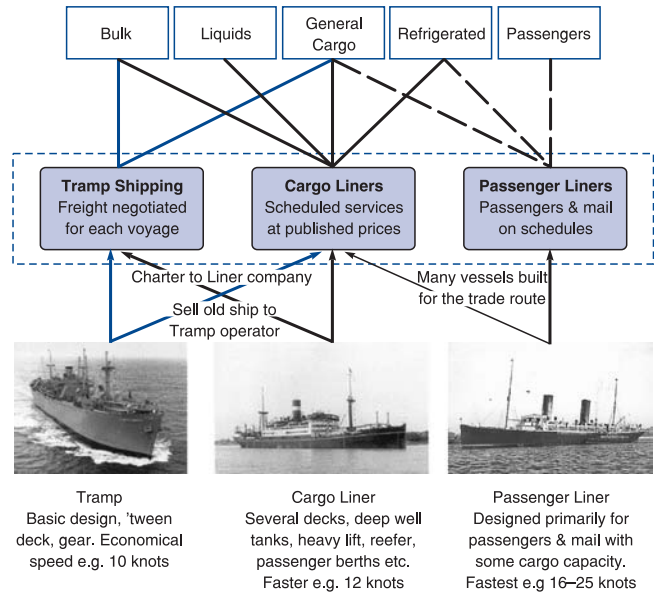 Bulk
Liquids
General
Cargo
Refrigerated
Passengers
Tramp Shipping
Freight negotiated
for each voyage
Cargo Liners
Scheduled services
at published prices
Passenger Liners
Passengers & mail
on schedules
Charter to Liner company
Sell old ship to
Tramp operator
Many vessels built
for the trade route
Tramp
Basic design, 'tween
deck, gear. Economical
speed e.g. 10 knots
Cargo Liner
Several decks, deep well
tanks, heavy lift, reefer,
passenger berths etc.
Faster e.g. 12 knots
Passenger Liner
Designed primarily for
passengers & mail with
some cargo capacity.
Fastest e.g 16–25 knots